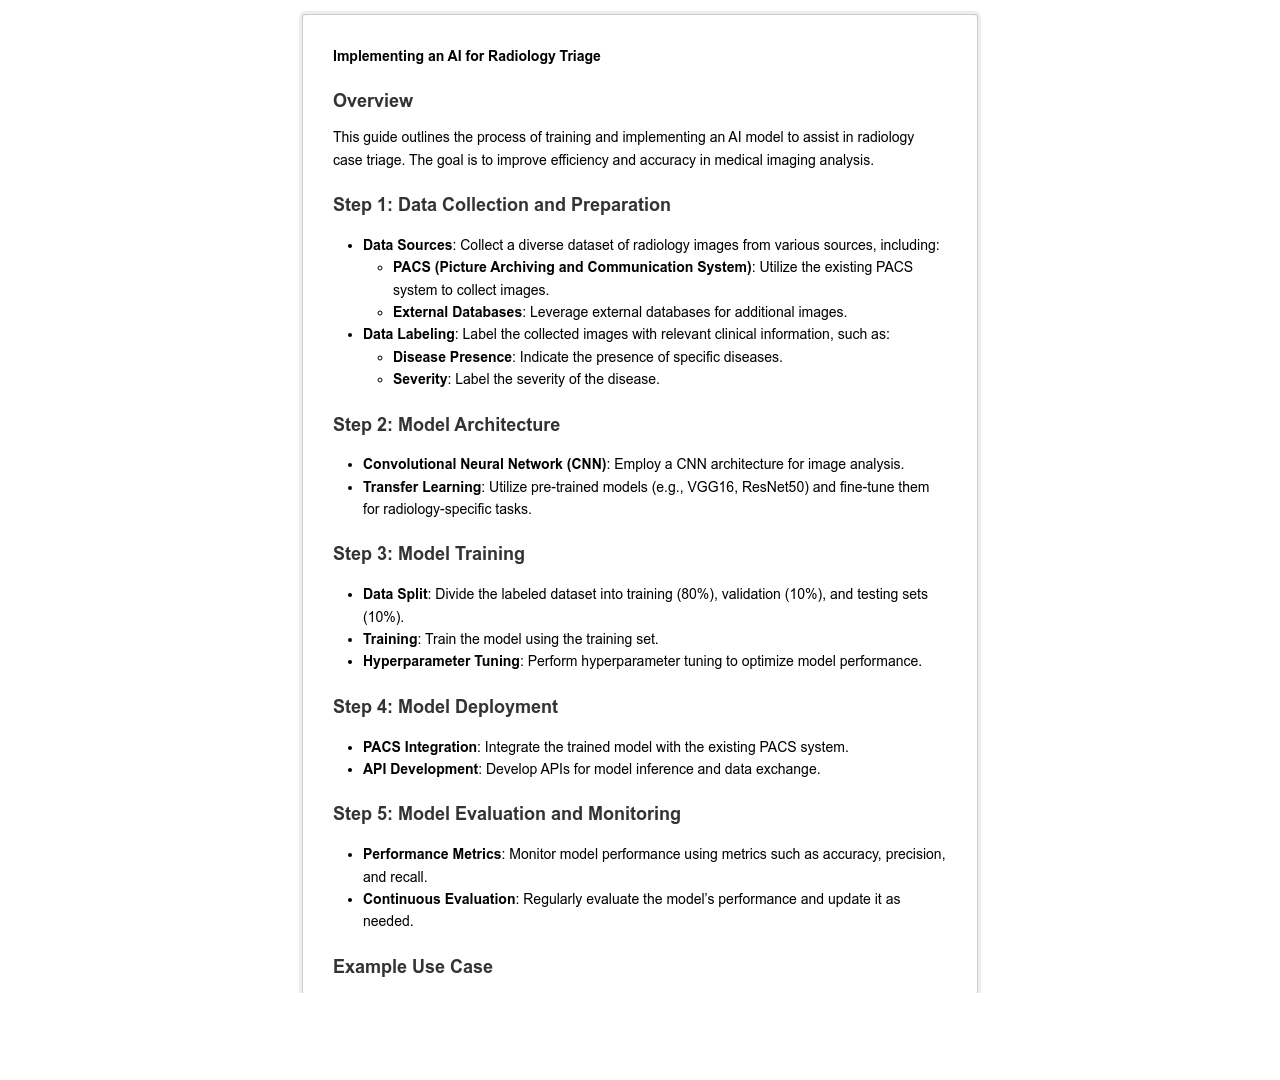 Implementing an AI for Radiology Triage
Overview
This guide outlines the process of training and implementing an AI model to assist in radiology
case triage. The goal is to improve efficiency and accuracy in medical imaging analysis.
Step 1: Data Collection and Preparation
• Data Sources: Collect a diverse dataset of radiology images from various sources, including:
◦ PACS (Picture Archiving and Communication System): Utilize the existing PACS
system to collect images.
◦ External Databases: Leverage external databases for additional images.
• Data Labeling: Label the collected images with relevant clinical information, such as:
◦ Disease Presence: Indicate the presence of specific diseases.
◦ Severity: Label the severity of the disease.
Step 2: Model Architecture
• Convolutional Neural Network (CNN): Employ a CNN architecture for image analysis.
• Transfer Learning: Utilize pre-trained models (e.g., VGG16, ResNet50) and fine-tune them
for radiology-specific tasks.
Step 3: Model Training
• Data Split: Divide the labeled dataset into training (80%), validation (10%), and testing sets
(10%).
• Training: Train the model using the training set.
• Hyperparameter Tuning: Perform hyperparameter tuning to optimize model performance.
Step 4: Model Deployment
• PACS Integration: Integrate the trained model with the existing PACS system.
• API Development: Develop APIs for model inference and data exchange.
Step 5: Model Evaluation and Monitoring
• Performance Metrics: Monitor model performance using metrics such as accuracy, precision,
and recall.
• Continuous Evaluation: Regularly evaluate the model’s performance and update it as
needed.
Example Use Case